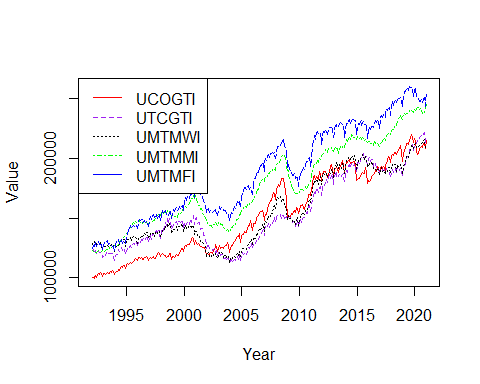 UCOGTI
UTCGTI
UMTMWI
UMTMMI
UMTMFI
Value
200000
100000
1995 2000 2005 2010 2015 2020
Year